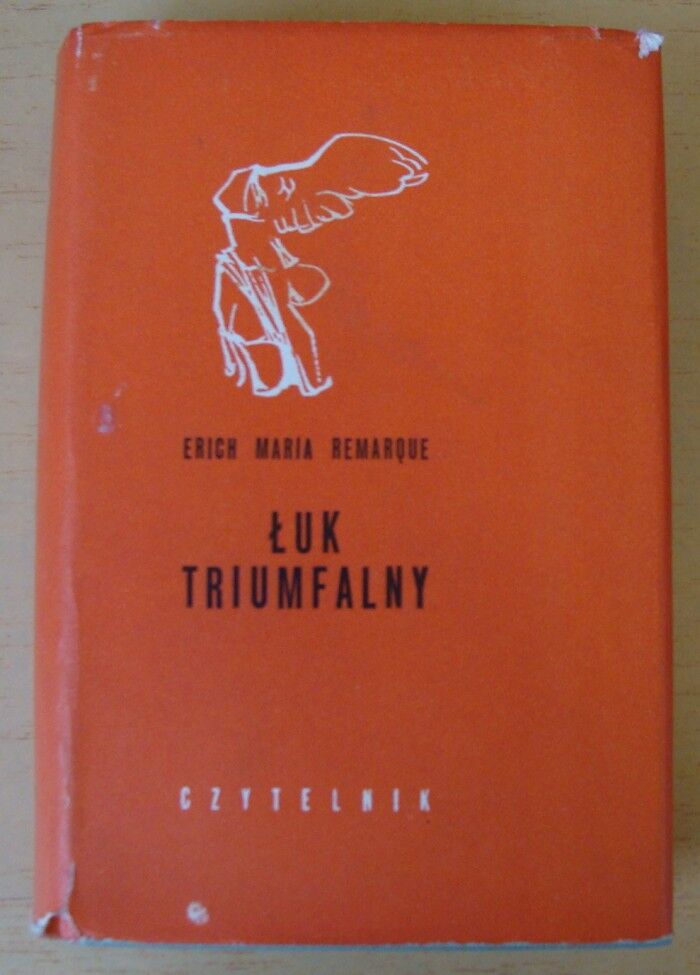 ERICH MARIA REMARQUE
ŁUK
TRIUMFALNY
CZYTELNIK